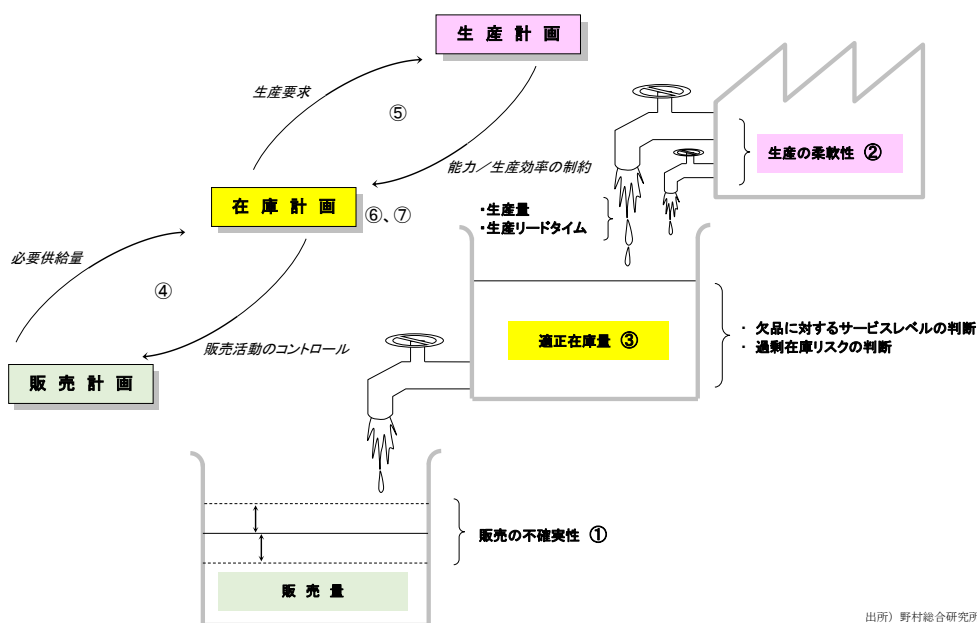 生 産 計 画
生産要求
⑤
能力／生産効率の制約
在 庫 計 画
⑥、⑦
必要供給量
④
販売活動のコントロール
販 売 計 画
生産の柔軟性 ②
・生産量
・生産リードタイム
適正在庫量 ③
・ 欠品に対するサービスレベルの判断
・ 過剰在庫リスクの判断
販売の不確実性 ①
販 売 量
出所）野村総合研究所